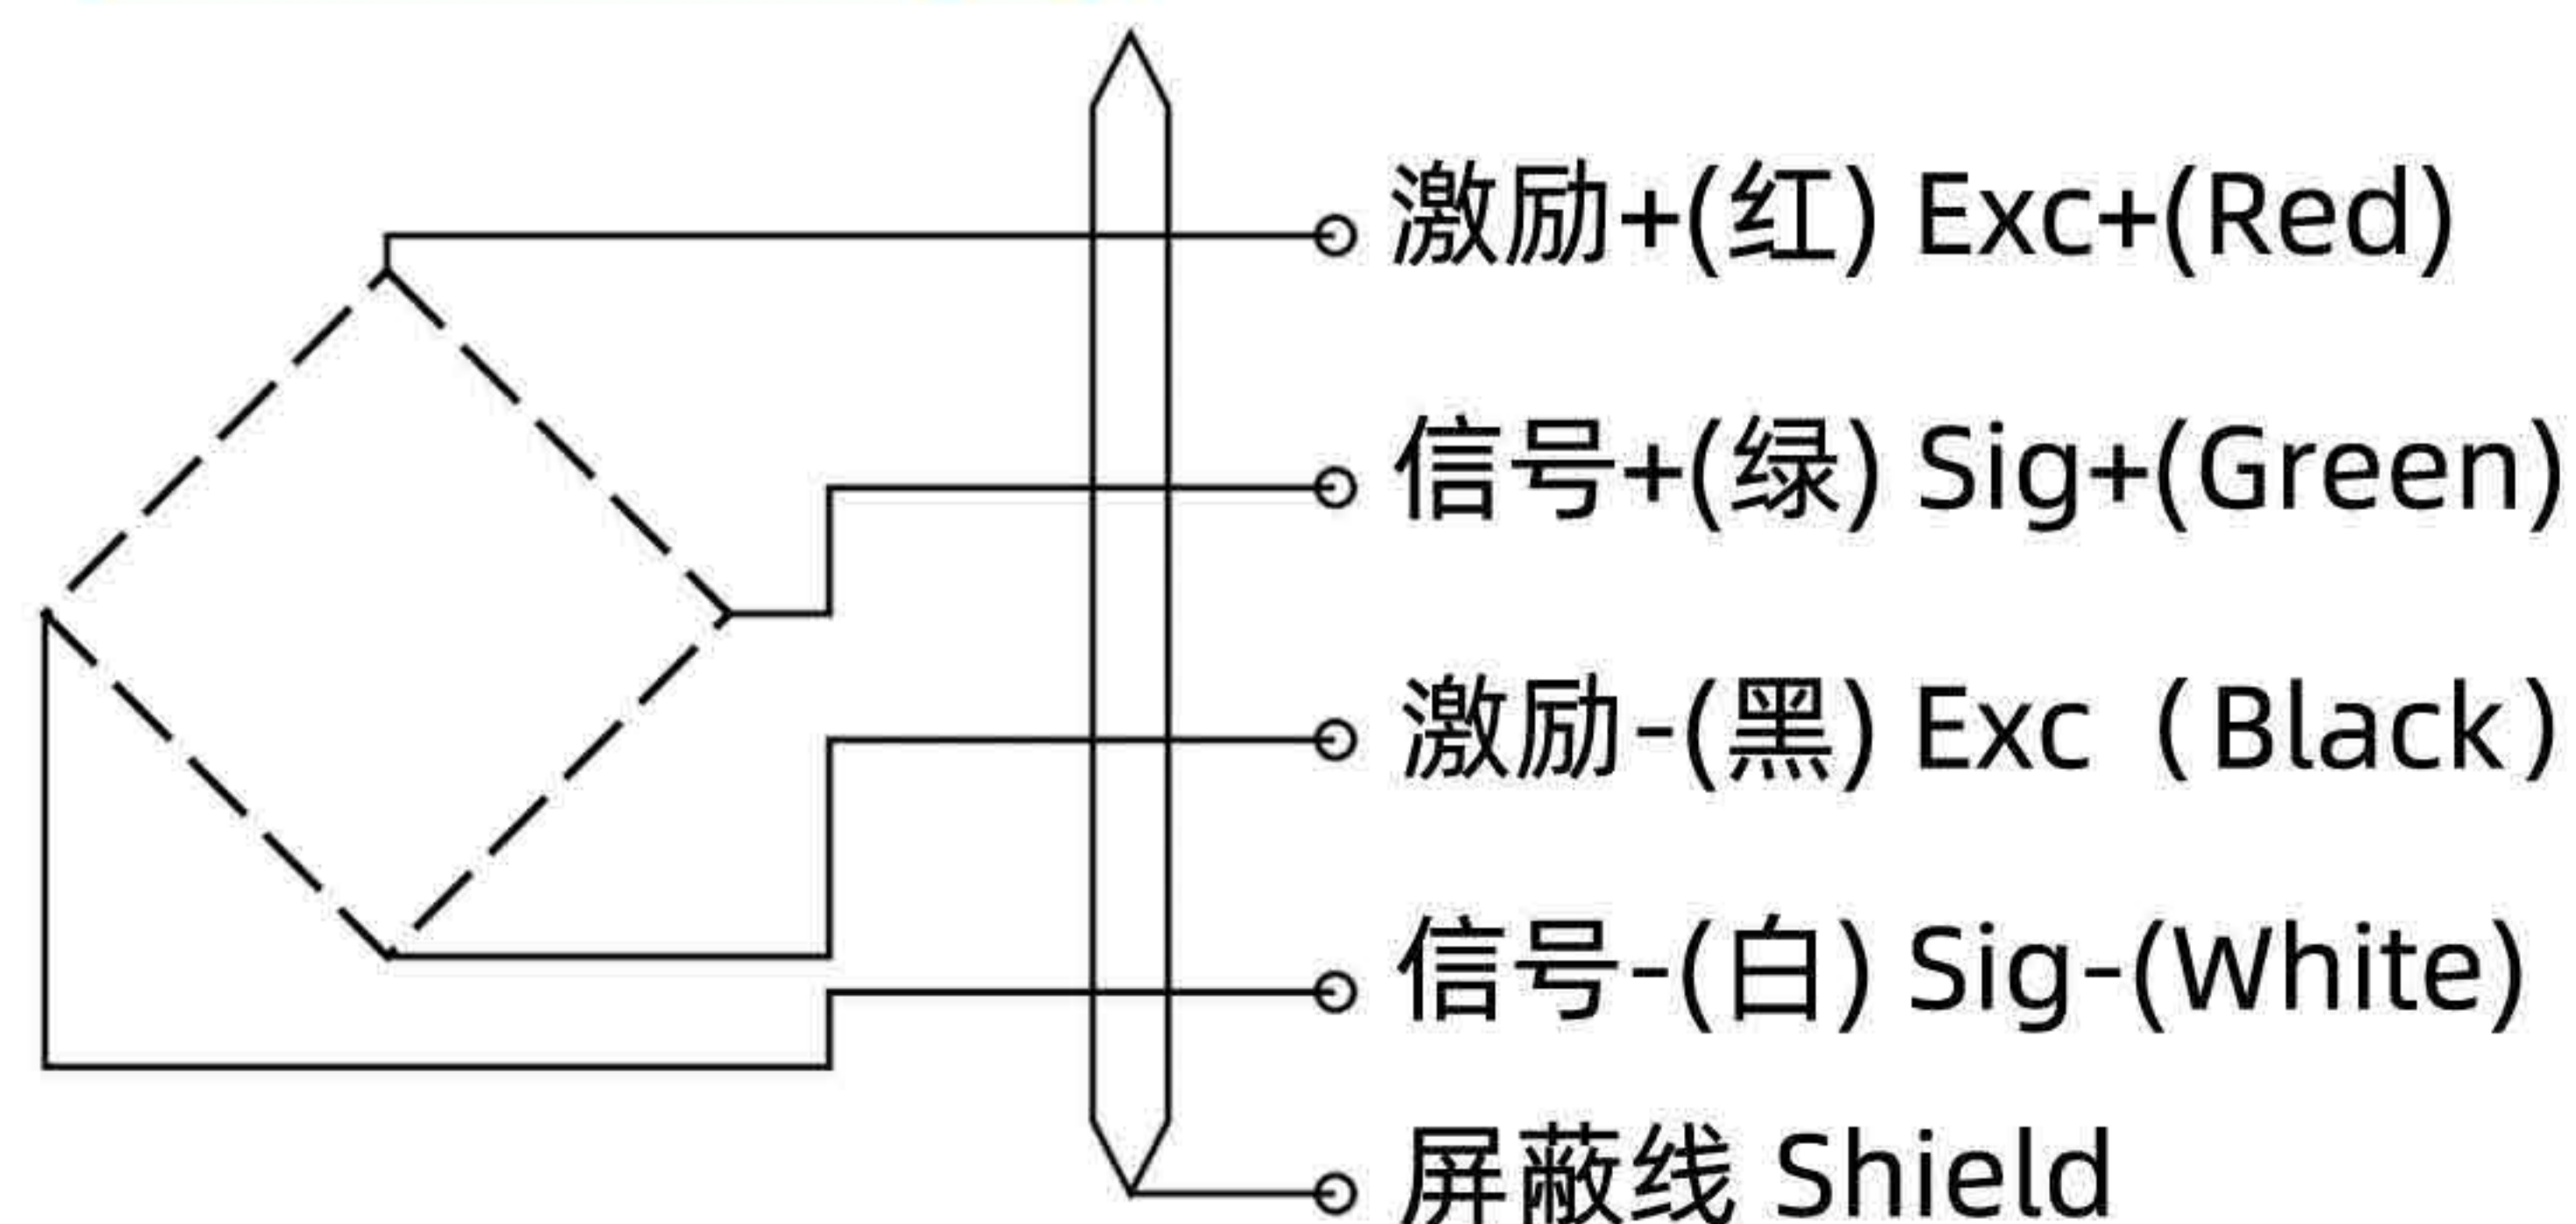 激励+(红) Exc+(Red)
信号+(绿) Sig+(Green)
激励-(黑) Exc（Black）
信号-(白) Sig-(White)
屏蔽线 Shield